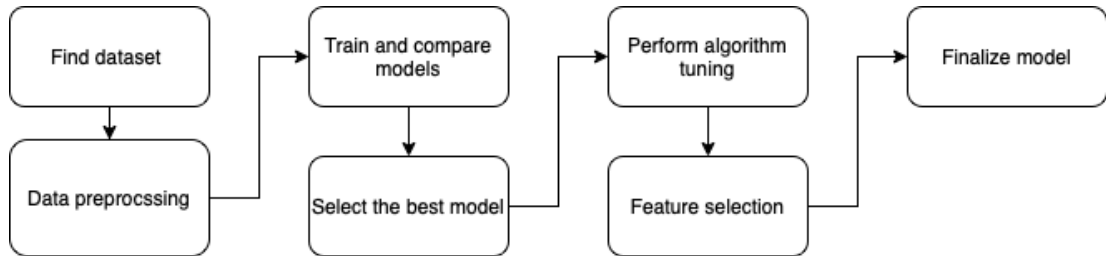 Find dataset
Data preprocssing
Train and compare
models
Select the best model
Perform algorithm
tuning
Feature selection
Finalize model